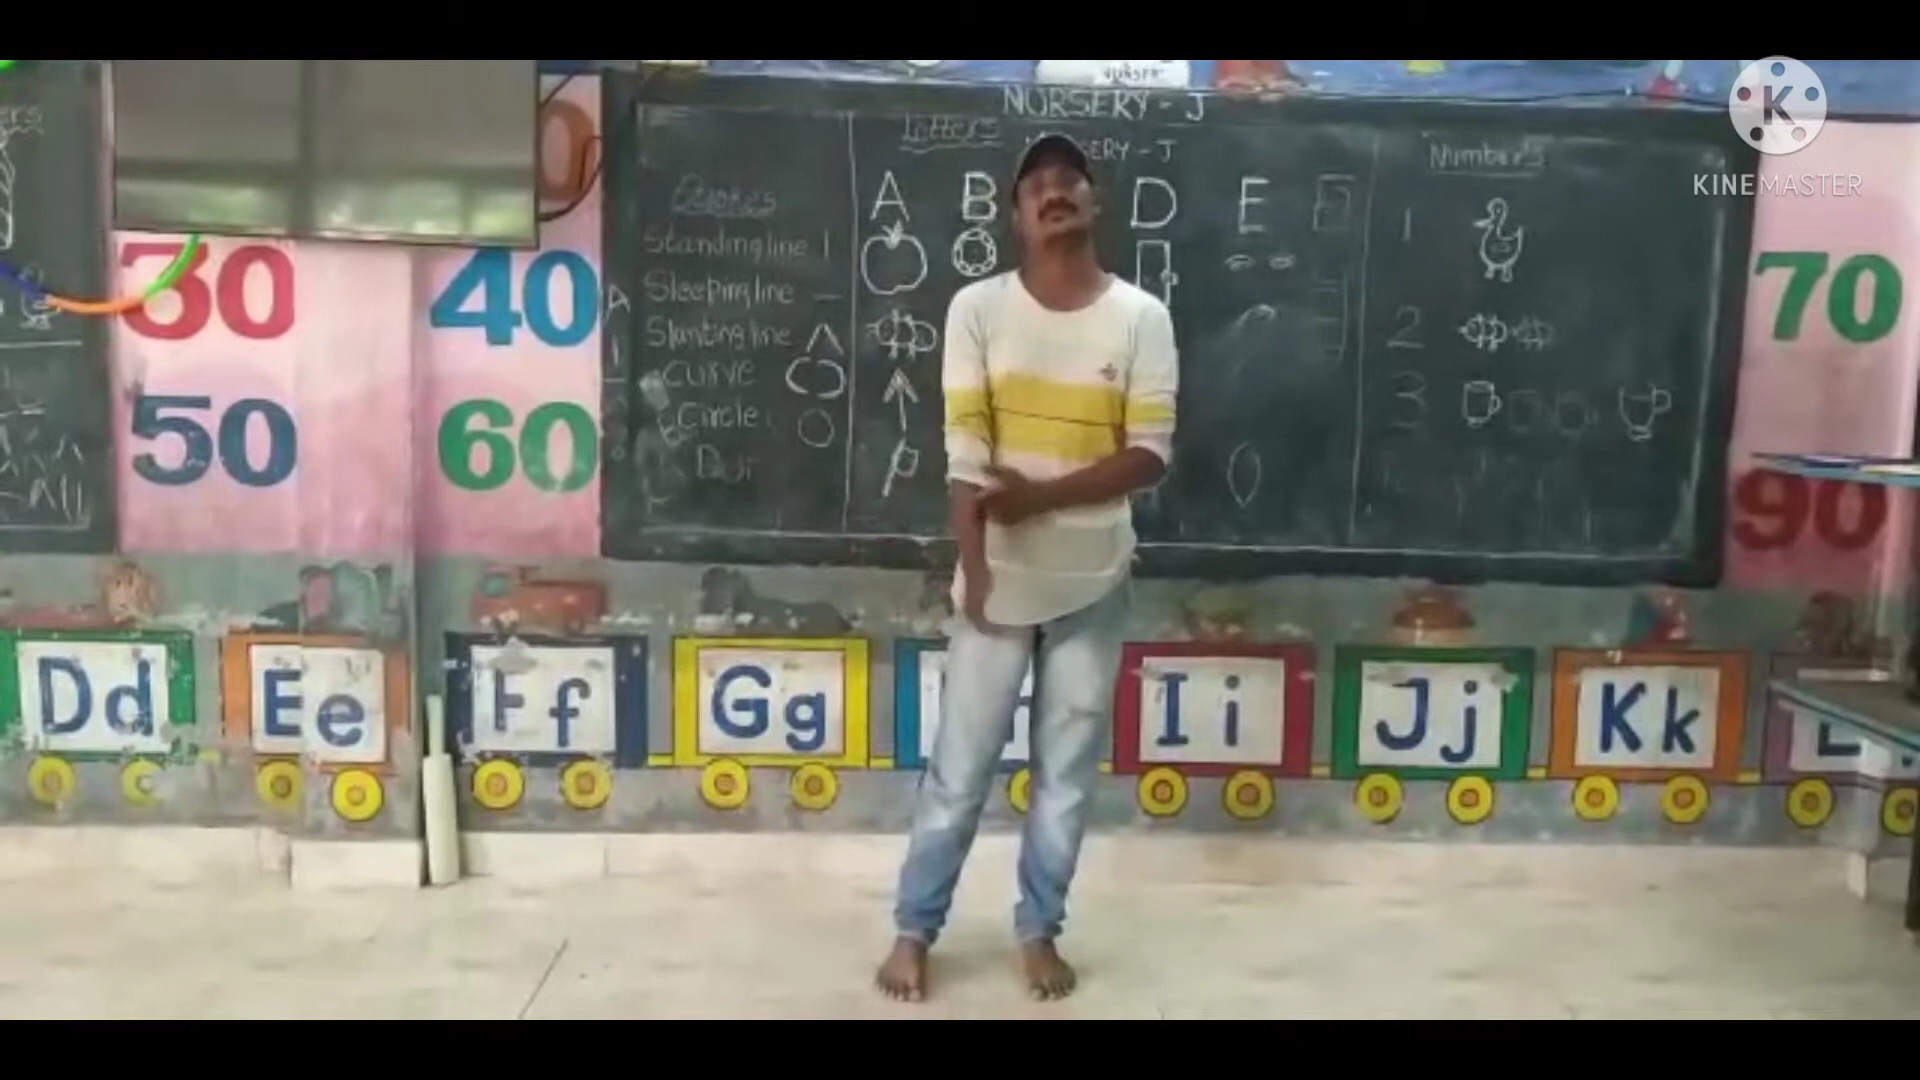 NURSERY - J
Letters
Numbers
A B D E
Standing line |
Sleeping line —
Slanting line
curve
circle
Dot
1
2
3
30 40
50 60
70
90
Dd Ee Ff Gg Ii Jj Kk L
KINEMASTER